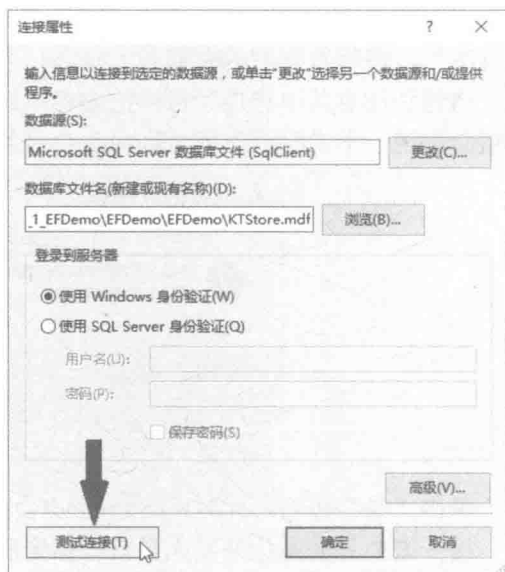 连接属性
? ×
输入信息以连接到选定的数据源，或单击"更改"选择另一个数据源和/或提供
程序。
数据源(S):
Microsoft SQL Server 数据库文件 (SqlClient)
更改(C)...
数据库文件名(新建或现有名称)(D):
_1_EFDemo\EFDemo\EFDemo\KTStore.mdf
浏览(B)...
登录到服务器
使用 Windows 身份验证(W)
使用 SQL Server 身份验证(Q)
用户名(U):
密码(P):
保存密码(S)
高级(V)...
测试连接(T)
确定
取消